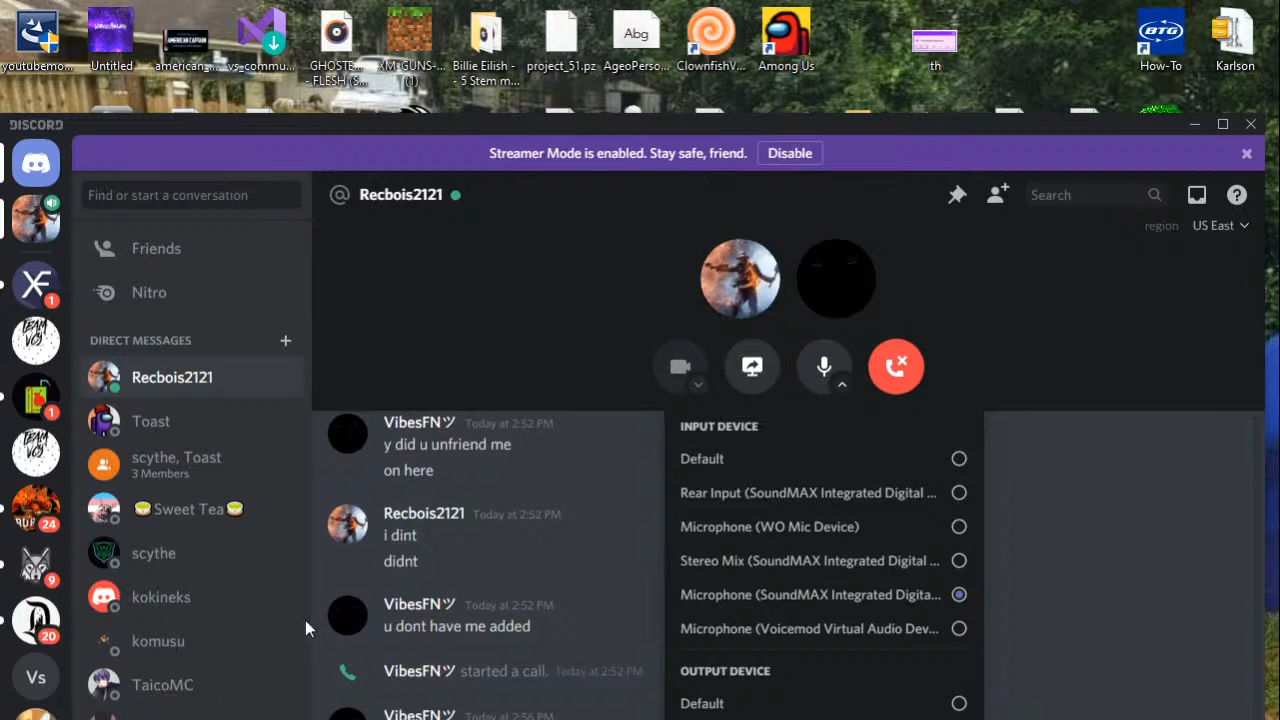 youtubemo...
Untitled
american_...
vs_commu...
GHOSTE...
- FLESH (S...
XM-GUNS-...
(1)
Billie Eilish -
- 5 Stem m...
project_51.pz
Abg
AgeoPerso...
ClownfishV...
Among Us
th
BTG
How-To
Karlson
DISCORD
Streamer Mode is enabled. Stay safe, friend.
Disable
Find or start a conversation
Recbois2121
Search
region
US East
Friends
Nitro
DIRECT MESSAGES
Recbois2121
Toast
scythe, Toast
3 Members
🍵Sweet Tea🍵
scythe
kokineks
komusu
TaicoMC
1
1
24
9
20
Vs
VibesFNツ Today at 2:52 PM
y did u unfriend me
on here
Recbois2121 Today at 2:52 PM
i dint
didnt
VibesFNツ Today at 2:52 PM
u dont have me added
VibesFNツ started a call. Today at 2:52 PM
VibesFNツ Today at 2:56 PM
INPUT DEVICE
Default
Rear Input (SoundMAX Integrated Digital ...
Microphone (WO Mic Device)
Stereo Mix (SoundMAX Integrated Digital ...
Microphone (SoundMAX Integrated Digita...
Microphone (Voicemod Virtual Audio Dev...
OUTPUT DEVICE
Default